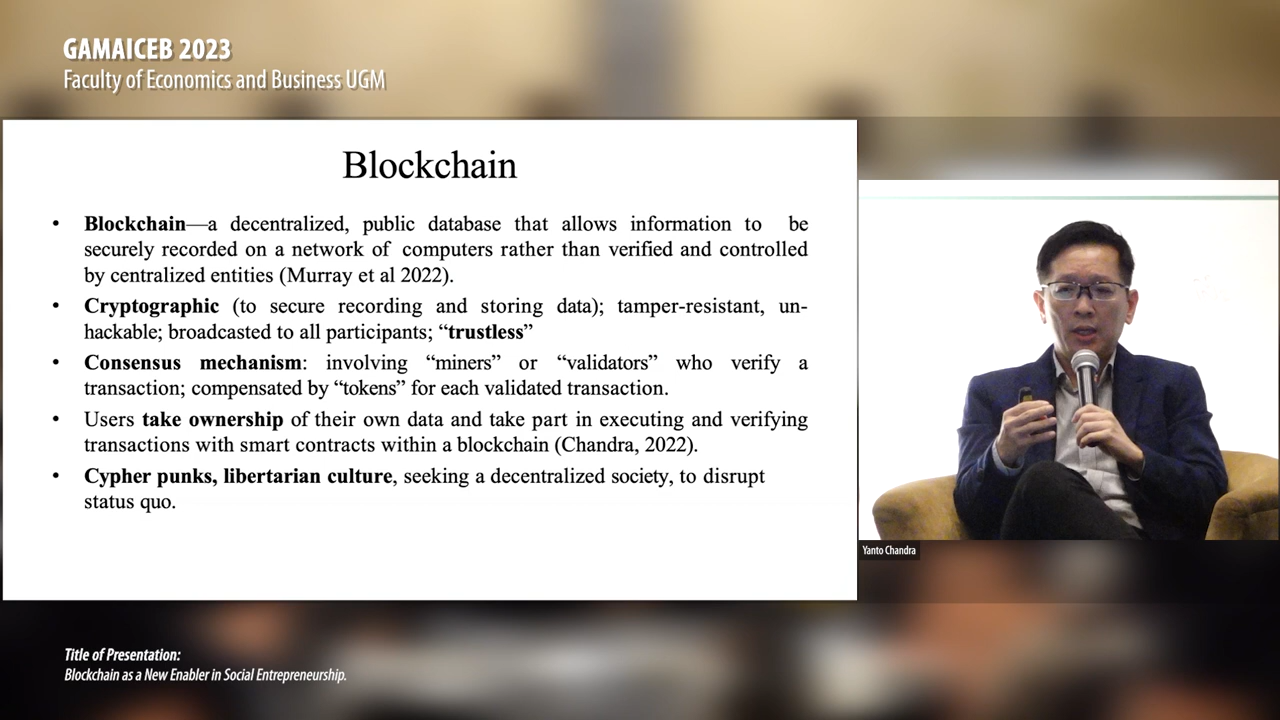 GAMAICEB 2023
Faculty of Economics and Business UGM
Blockchain
• Blockchain—a decentralized, public database that allows information to be
securely recorded on a network of computers rather than verified and controlled
by centralized entities (Murray et al 2022).
• Cryptographic (to secure recording and storing data); tamper-resistant, un-
hackable; broadcasted to all participants; “trustless”
• Consensus mechanism: involving “miners” or “validators” who verify a
transaction; compensated by “tokens” for each validated transaction.
• Users take ownership of their own data and take part in executing and verifying
transactions with smart contracts within a blockchain (Chandra, 2022).
• Cypher punks, libertarian culture, seeking a decentralized society, to disrupt
status quo.
Yanto Chandra
Title of Presentation:
Blockchain as a New Enabler in Social Entrepreneurship.